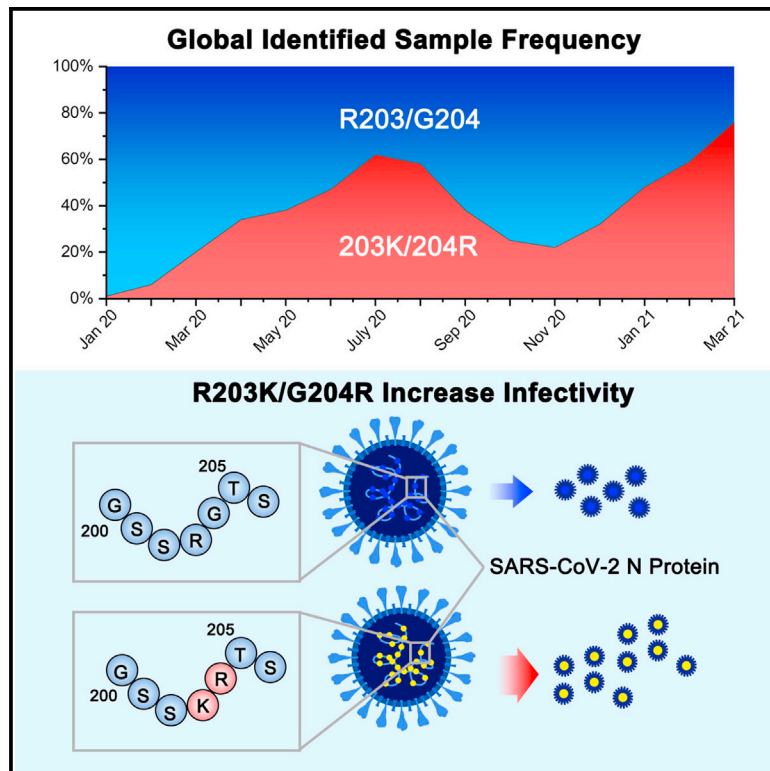 Global Identified Sample Frequency
100%
80%
60%
40%
20%
0%
R203/G204
203K/204R
Jan 20
Mar 20
May 20
July 20
Sep 20
Nov 20
Jan 21
Mar 21
R203K/G204R Increase Infectivity
205
G S S R G T S
200
SARS-CoV-2 N Protein
205
G S S K R T S
200